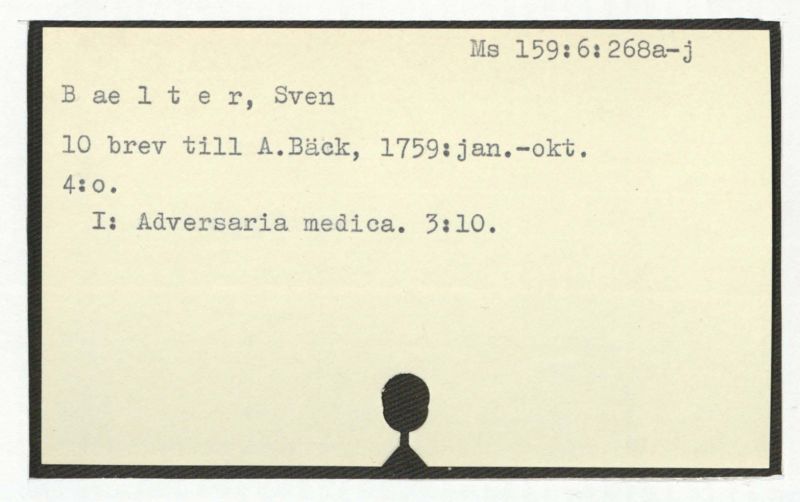 Ms 159:6:268a-j
B ae l t e r, Sven
10 brev till A.Bäck, 1759:jan.-okt.
4:o.
I: Adversaria medica. 3:10.